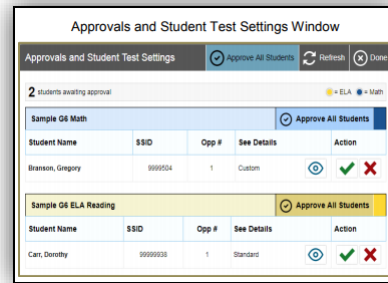 Approvals and Student Test Settings Window
Approvals and Student Test Settings Approve All Students Refresh Done
2 students awaiting approval = ELA = Math
Sample G6 Math Approve All Students
Student Name SSID Opp # See Details Action
Branson, Gregory 9999504 1 Custom
Sample G6 ELA Reading Approve All Students
Student Name SSID Opp # See Details Action
Carr, Dorothy 99999936 1 Standard